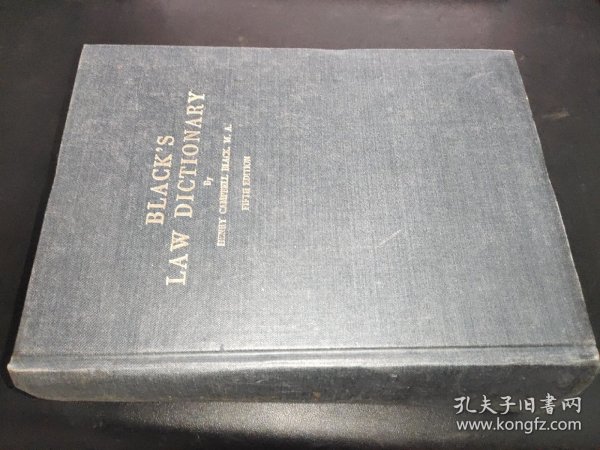 BLACK'S
LAW DICTIONARY
By
HENRY CAMPBELL BLACK, M. A.
FIFTH EDITION
孔夫子旧书网
www.kongfz.com